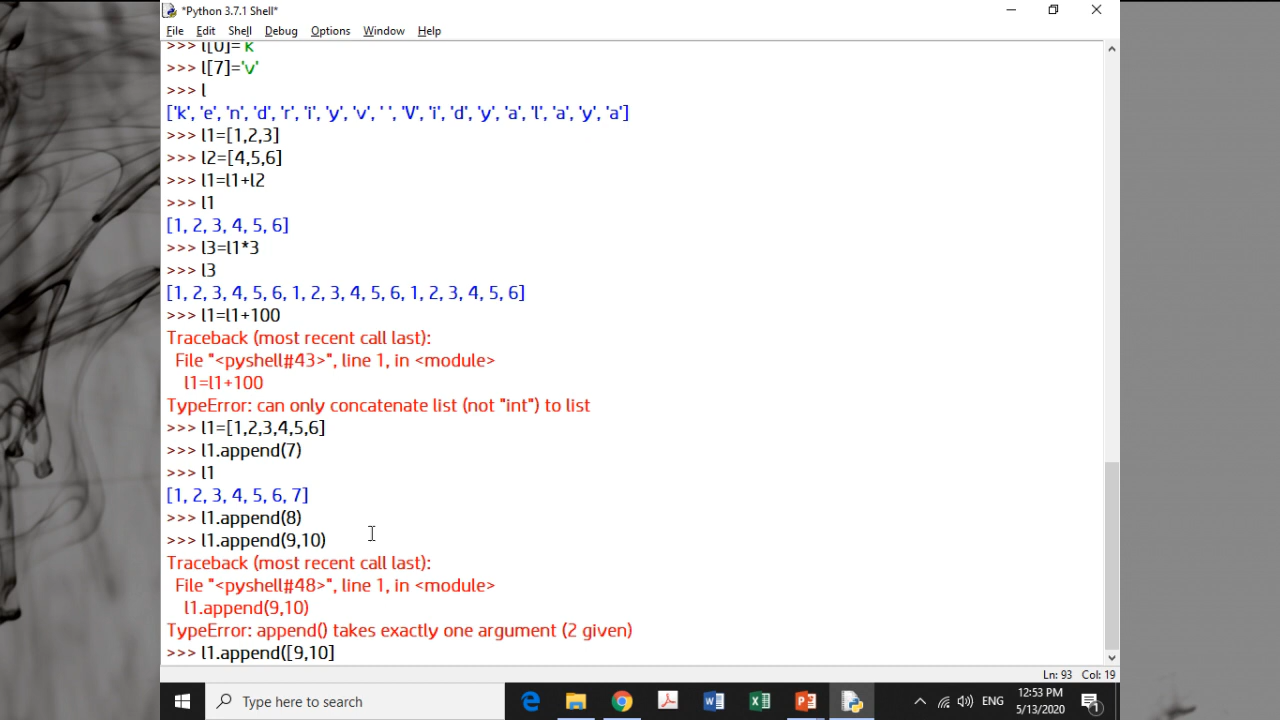 *Python 3.7.1 Shell*
File Edit Shell Debug Options Window Help
>>> l[0]='k'
>>> l[7]='v'
>>> l
['k', 'e', 'n', 'd', 'r', 'i', 'y', 'v', ' ', 'V', 'i', 'd', 'y', 'a', 'l', 'a', 'y', 'a']
>>> l1=[1,2,3]
>>> l2=[4,5,6]
>>> l1=l1+l2
>>> l1
[1, 2, 3, 4, 5, 6]
>>> l3=l1*3
>>> l3
[1, 2, 3, 4, 5, 6, 1, 2, 3, 4, 5, 6, 1, 2, 3, 4, 5, 6]
>>> l1=l1+100
Traceback (most recent call last):
File "<pyshell#43>", line 1, in <module>
l1=l1+100
TypeError: can only concatenate list (not "int") to list
>>> l1=[1,2,3,4,5,6]
>>> l1.append(7)
>>> l1
[1, 2, 3, 4, 5, 6, 7]
>>> l1.append(8)
>>> l1.append(9,10)
Traceback (most recent call last):
File "<pyshell#48>", line 1, in <module>
l1.append(9,10)
TypeError: append() takes exactly one argument (2 given)
>>> l1.append([9,10]
Ln: 93 Col: 19
Type here to search
ENG
12:53 PM
5/13/2020
1